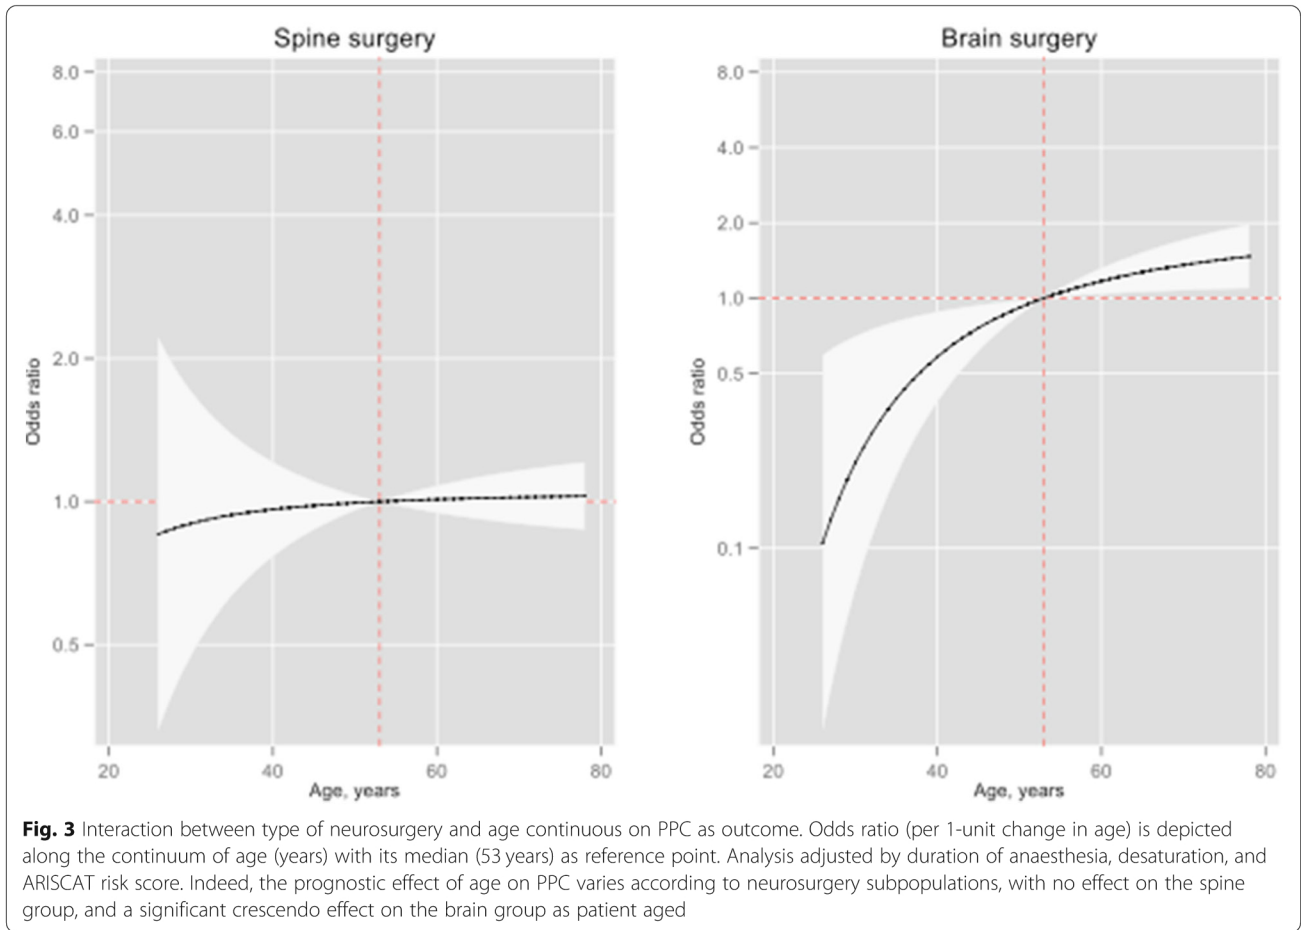 Spine surgery
8.0
6.0
4.0
2.0
1.0
0.5
Odds ratio
20 40 60 80
Age, years
Brain surgery
8.0
4.0
2.0
1.0
0.5
0.1
Odds ratio
20 40 60 80
Age, years
Fig. 3 Interaction between type of neurosurgery and age continuous on PPC as outcome. Odds ratio (per 1-unit change in age) is depicted
along the continuum of age (years) with its median (53 years) as reference point. Analysis adjusted by duration of anaesthesia, desaturation, and
ARISCAT risk score. Indeed, the prognostic effect of age on PPC varies according to neurosurgery subpopulations, with no effect on the spine
group, and a significant crescendo effect on the brain group as patient aged